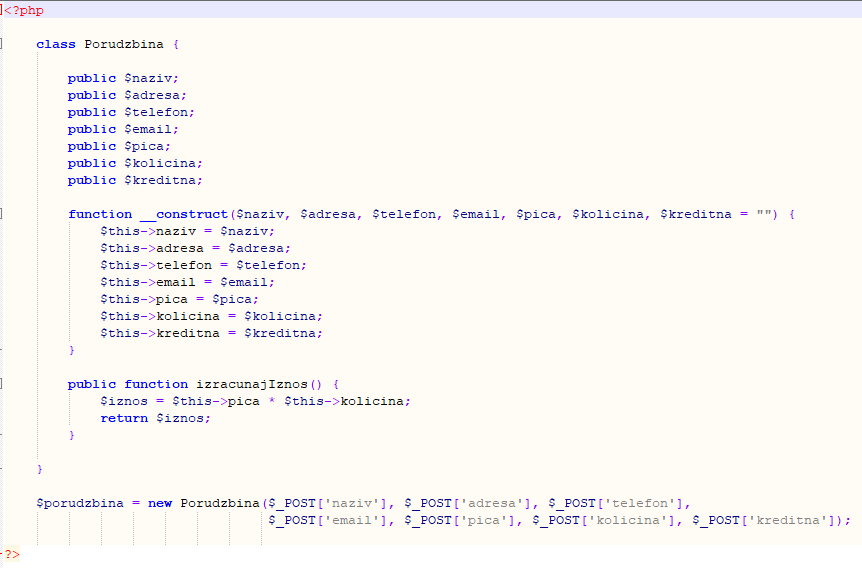 <?php
class Porudzbina {
public $naziv;
public $adresa;
public $telefon;
public $email;
public $pica;
public $kolicina;
public $kreditna;
function __construct($naziv, $adresa, $telefon, $email, $pica, $kolicina, $kreditna = "") {
$this->naziv = $naziv;
$this->adresa = $adresa;
$this->telefon = $telefon;
$this->email = $email;
$this->pica = $pica;
$this->kolicina = $kolicina;
$this->kreditna = $kreditna;
}
public function izracunajIznos() {
$iznos = $this->pica * $this->kolicina;
return $iznos;
}
}
$porudzbina = new Porudzbina($_POST['naziv'], $_POST['adresa'], $_POST['telefon'],
$_POST['email'], $_POST['pica'], $_POST['kolicina'], $_POST['kreditna']);
?>